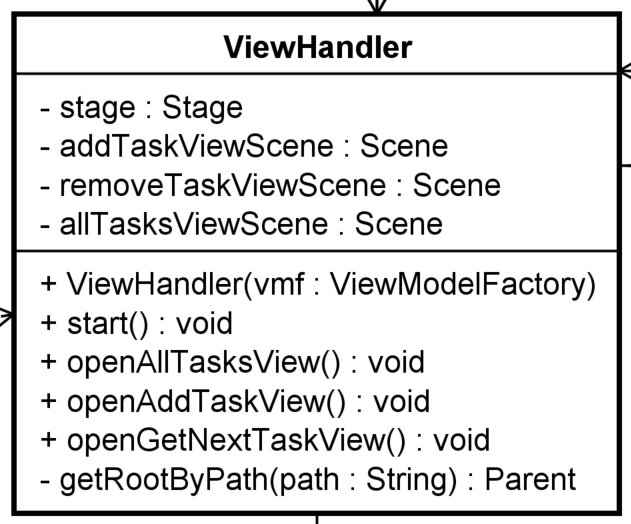 ViewHandler
- stage : Stage
- addTaskViewScene : Scene
- removeTaskViewScene : Scene
- allTasksViewScene : Scene
+ ViewHandler(vmf : ViewModelFactory)
+ start() : void
+ openAllTasksView() : void
+ openAddTaskView() : void
+ openGetNextTaskView() : void
- getRootByPath(path : String) : Parent